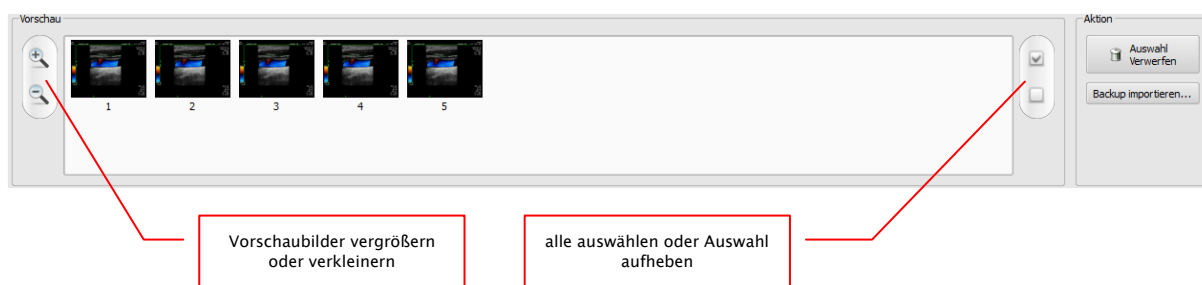 Vorschau
Aktion
Auswahl
Verwerfen
Backup importieren...
1
2
3
4
5
Vorschaubilder vergrößern
oder verkleinern
alle auswählen oder Auswahl
aufheben